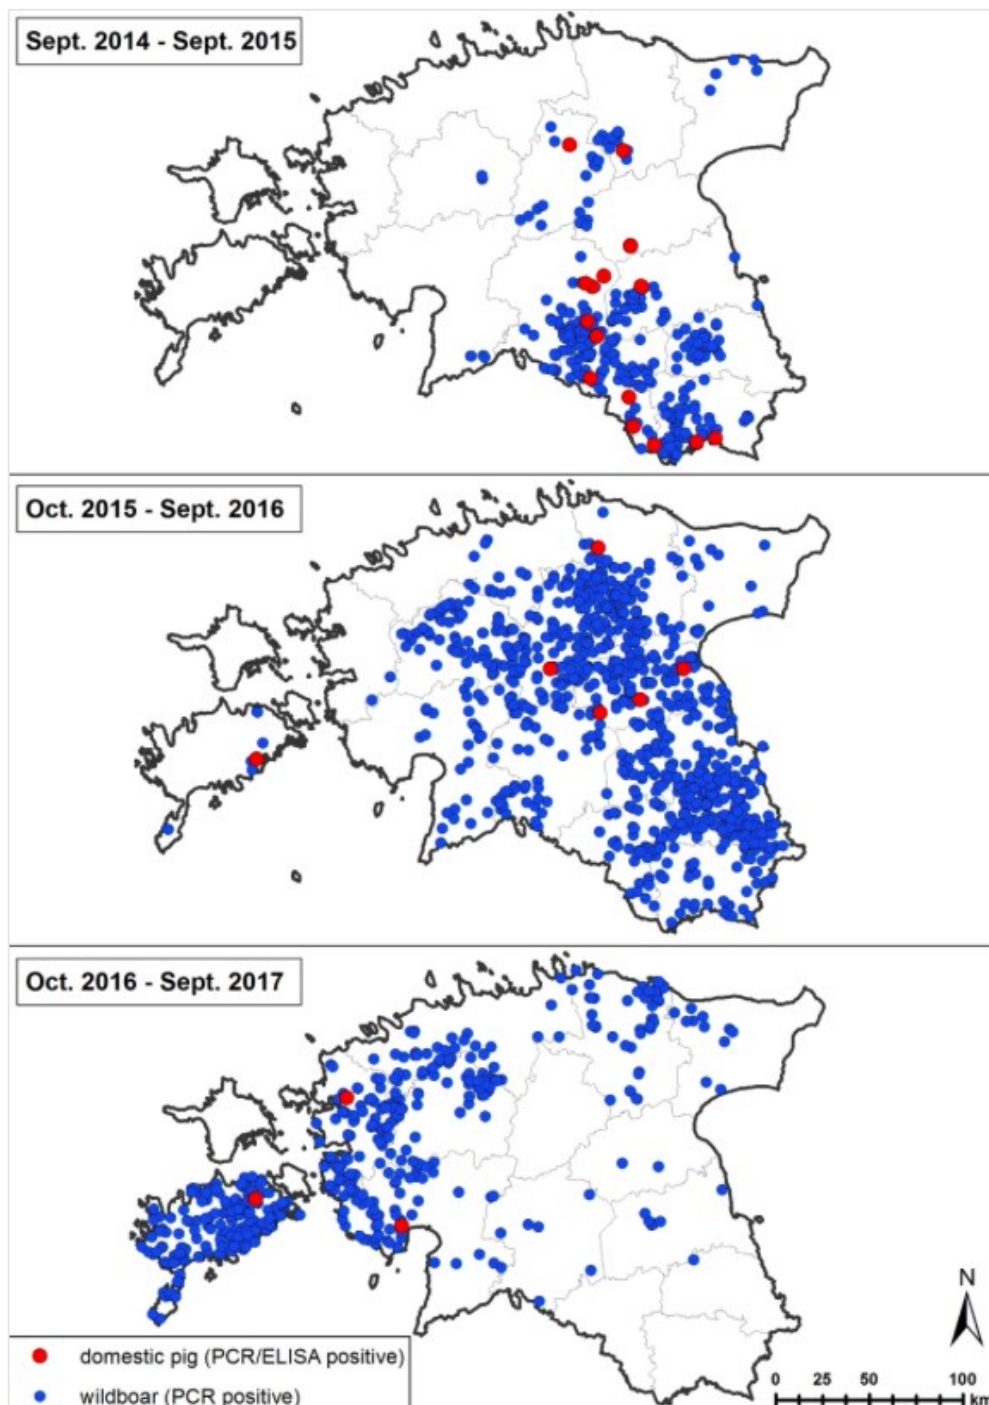 Sept. 2014 - Sept. 2015
Oct. 2015 - Sept. 2016
Oct. 2016 - Sept. 2017
N
domestic pig (PCR/ELISA positive)
wildboar (PCR positive)
0 25 50 100
km